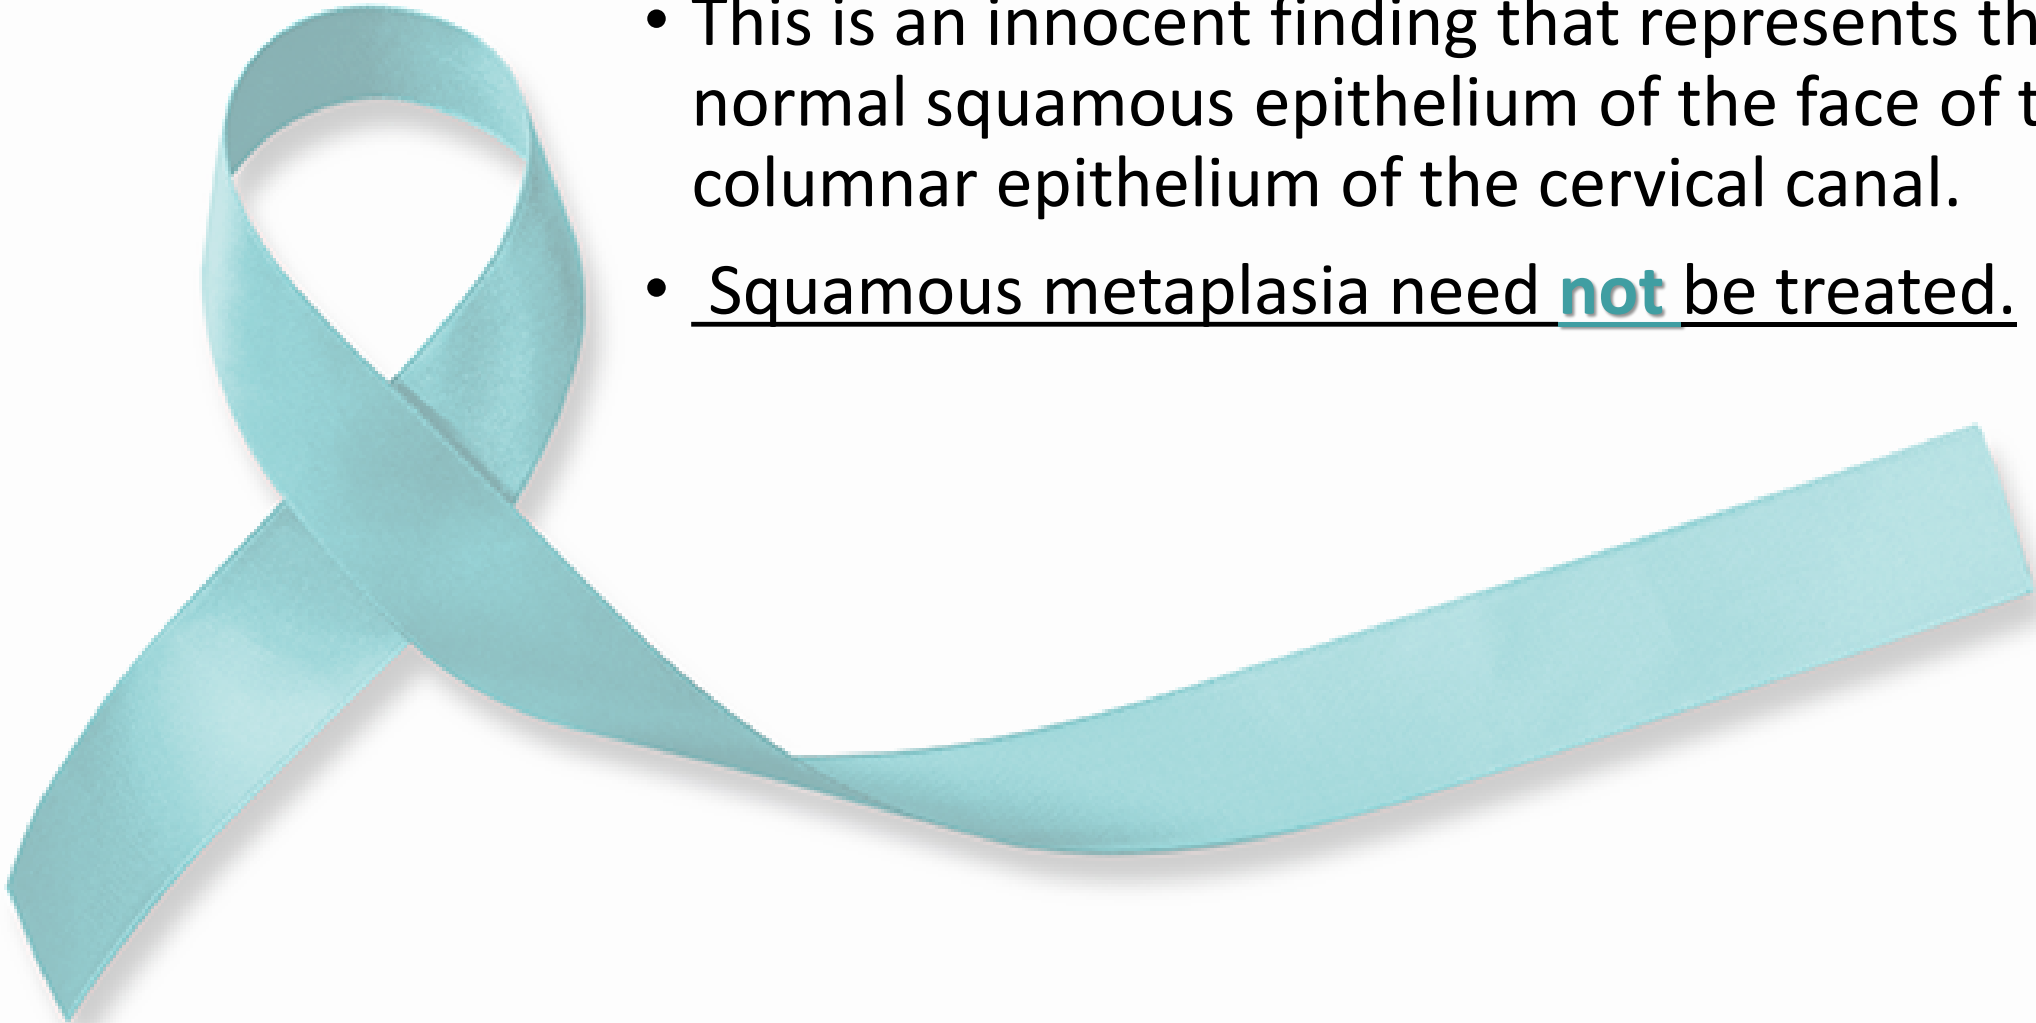 • This is an innocent finding that represents
normal squamous epithelium of the face of
columnar epithelium of the cervical canal.
• Squamous metaplasia need not be treated.